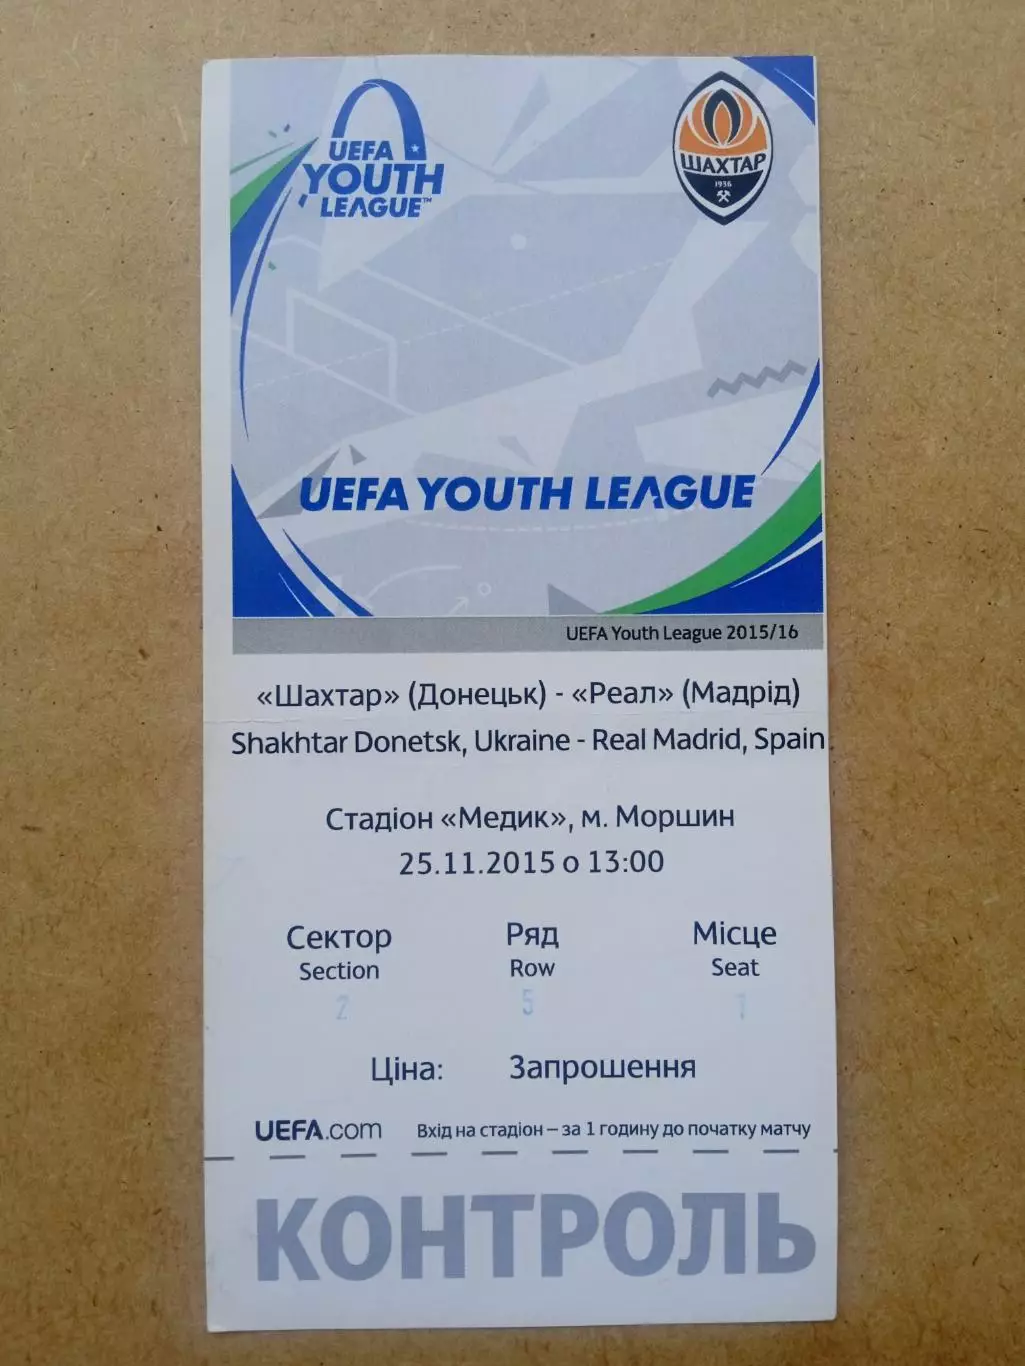 UEFA
YOUTH
LEAGUE™
ШАХТАР
1936
UEFA YOUTH LEAGUE
UEFA Youth League 2015/16
«Шахтар» (Донецьк) - «Реал» (Мадрід)
Shakhtar Donetsk, Ukraine - Real Madrid, Spain
Стадіон «Медик», м. Моршин
25.11.2015 о 13:00
Сектор Ряд Місце
Section Row Seat
2 5 1
Ціна: Запрошення
UEFA.com Вхід на стадіон – за 1 годину до початку матчу
КОНТРОЛЬ